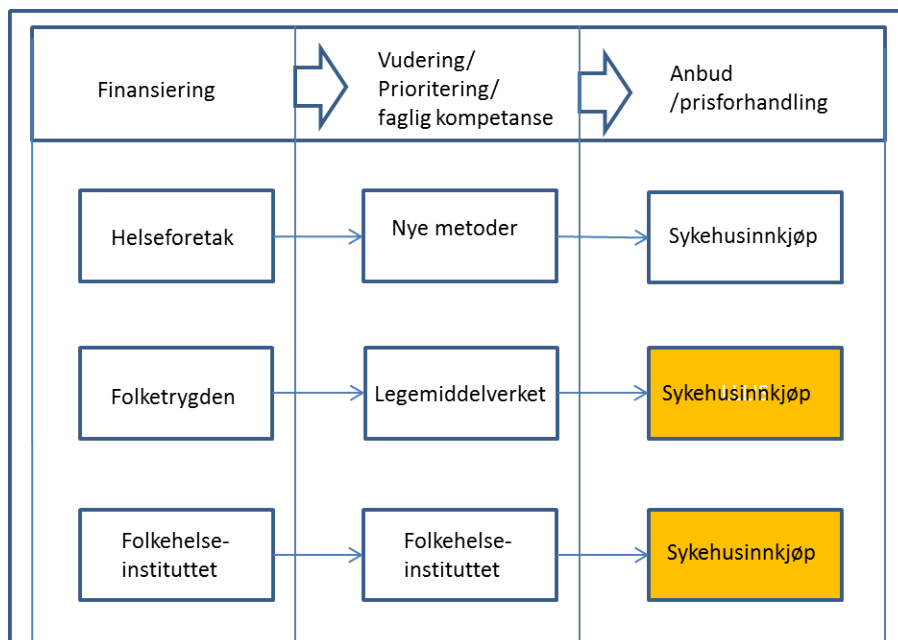 Finansiering
Vudering/
Prioritering/
faglig kompetanse
Anbud
/prisforhandling
Helseforetak
Nye metoder
Sykehusinnkjøp
Folketrygden
Legemiddelverket
Sykehusinnkjøp
Folkehelse-
instituttet
Folkehelse-
instituttet
Sykehusinnkjøp